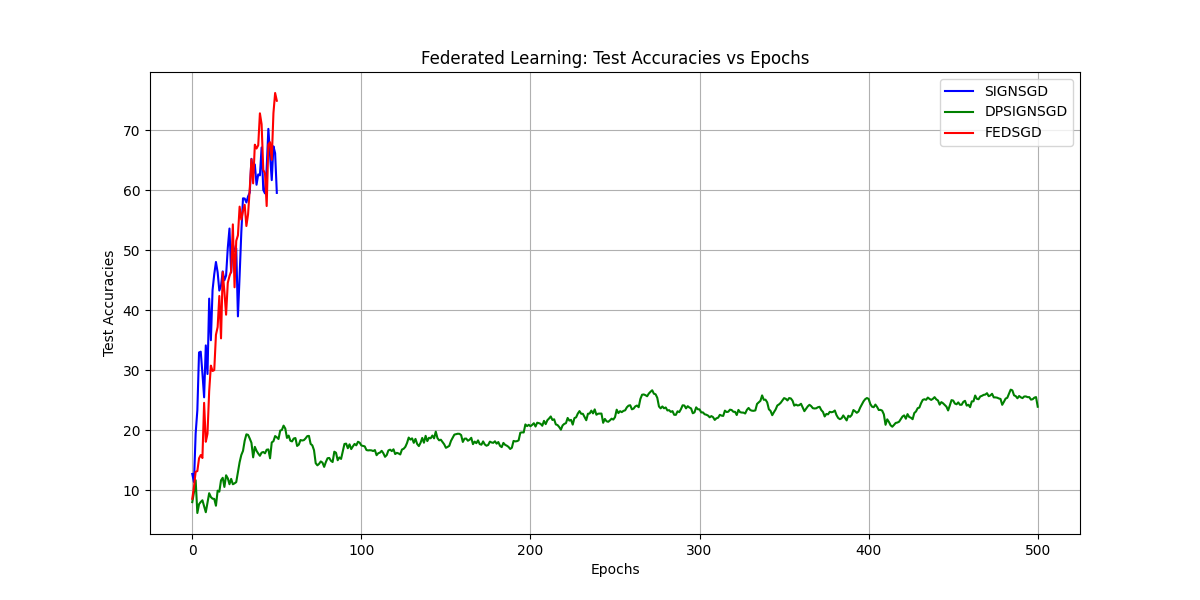 Federated Learning: Test Accuracies vs Epochs
SIGNSGD
DPSIGNSGD
FEDSGD
Test Accuracies
70
60
50
40
30
20
10
0 100 200 300 400 500
Epochs